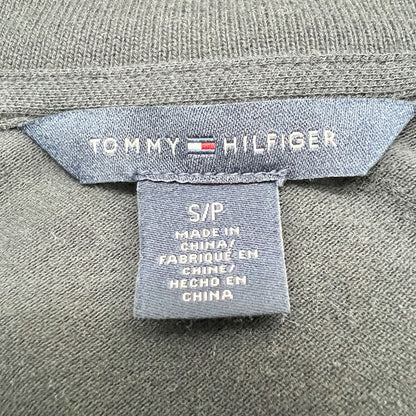 TOMMY HILFIGER
S/P
MADE IN
CHINA/
FABRIQUÉ EN
CHINE/
HECHO EN
CHINA